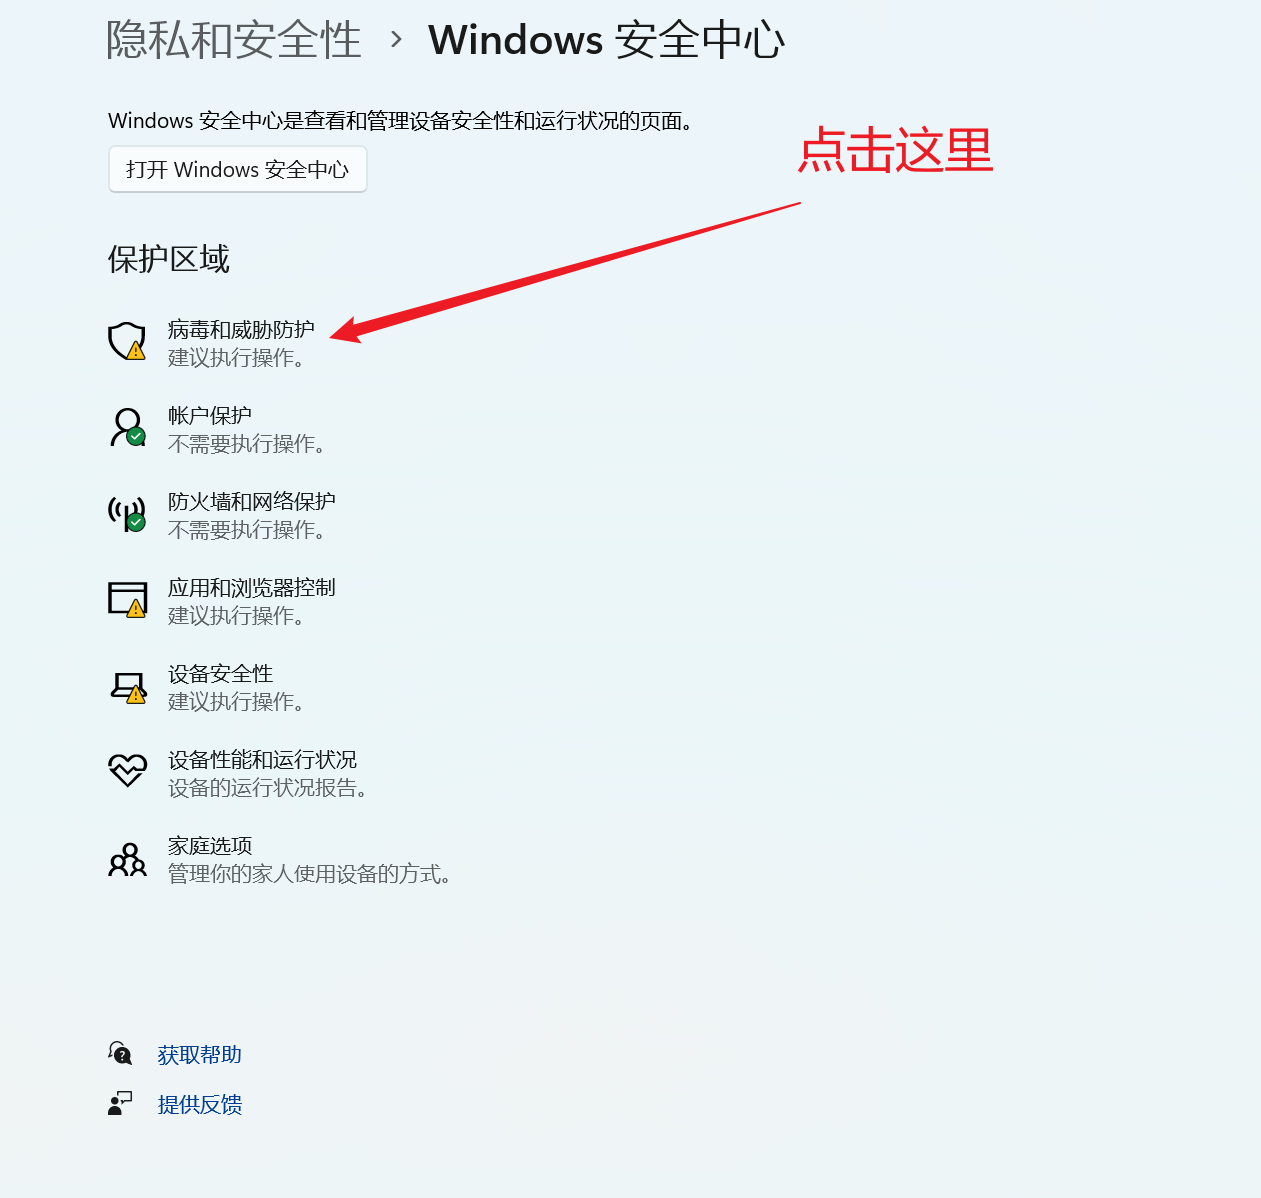 隐私和安全性 › Windows 安全中心
Windows 安全中心是查看和管理设备安全性和运行状况的页面。
点击这里
打开 Windows 安全中心
保护区域
病毒和威胁防护
建议执行操作。
帐户保护
不需要执行操作。
防火墙和网络保护
不需要执行操作。
应用和浏览器控制
建议执行操作。
设备安全性
建议执行操作。
设备性能和运行状况
设备的运行状况报告。
家庭选项
管理你的家人使用设备的方式。
获取帮助
提供反馈